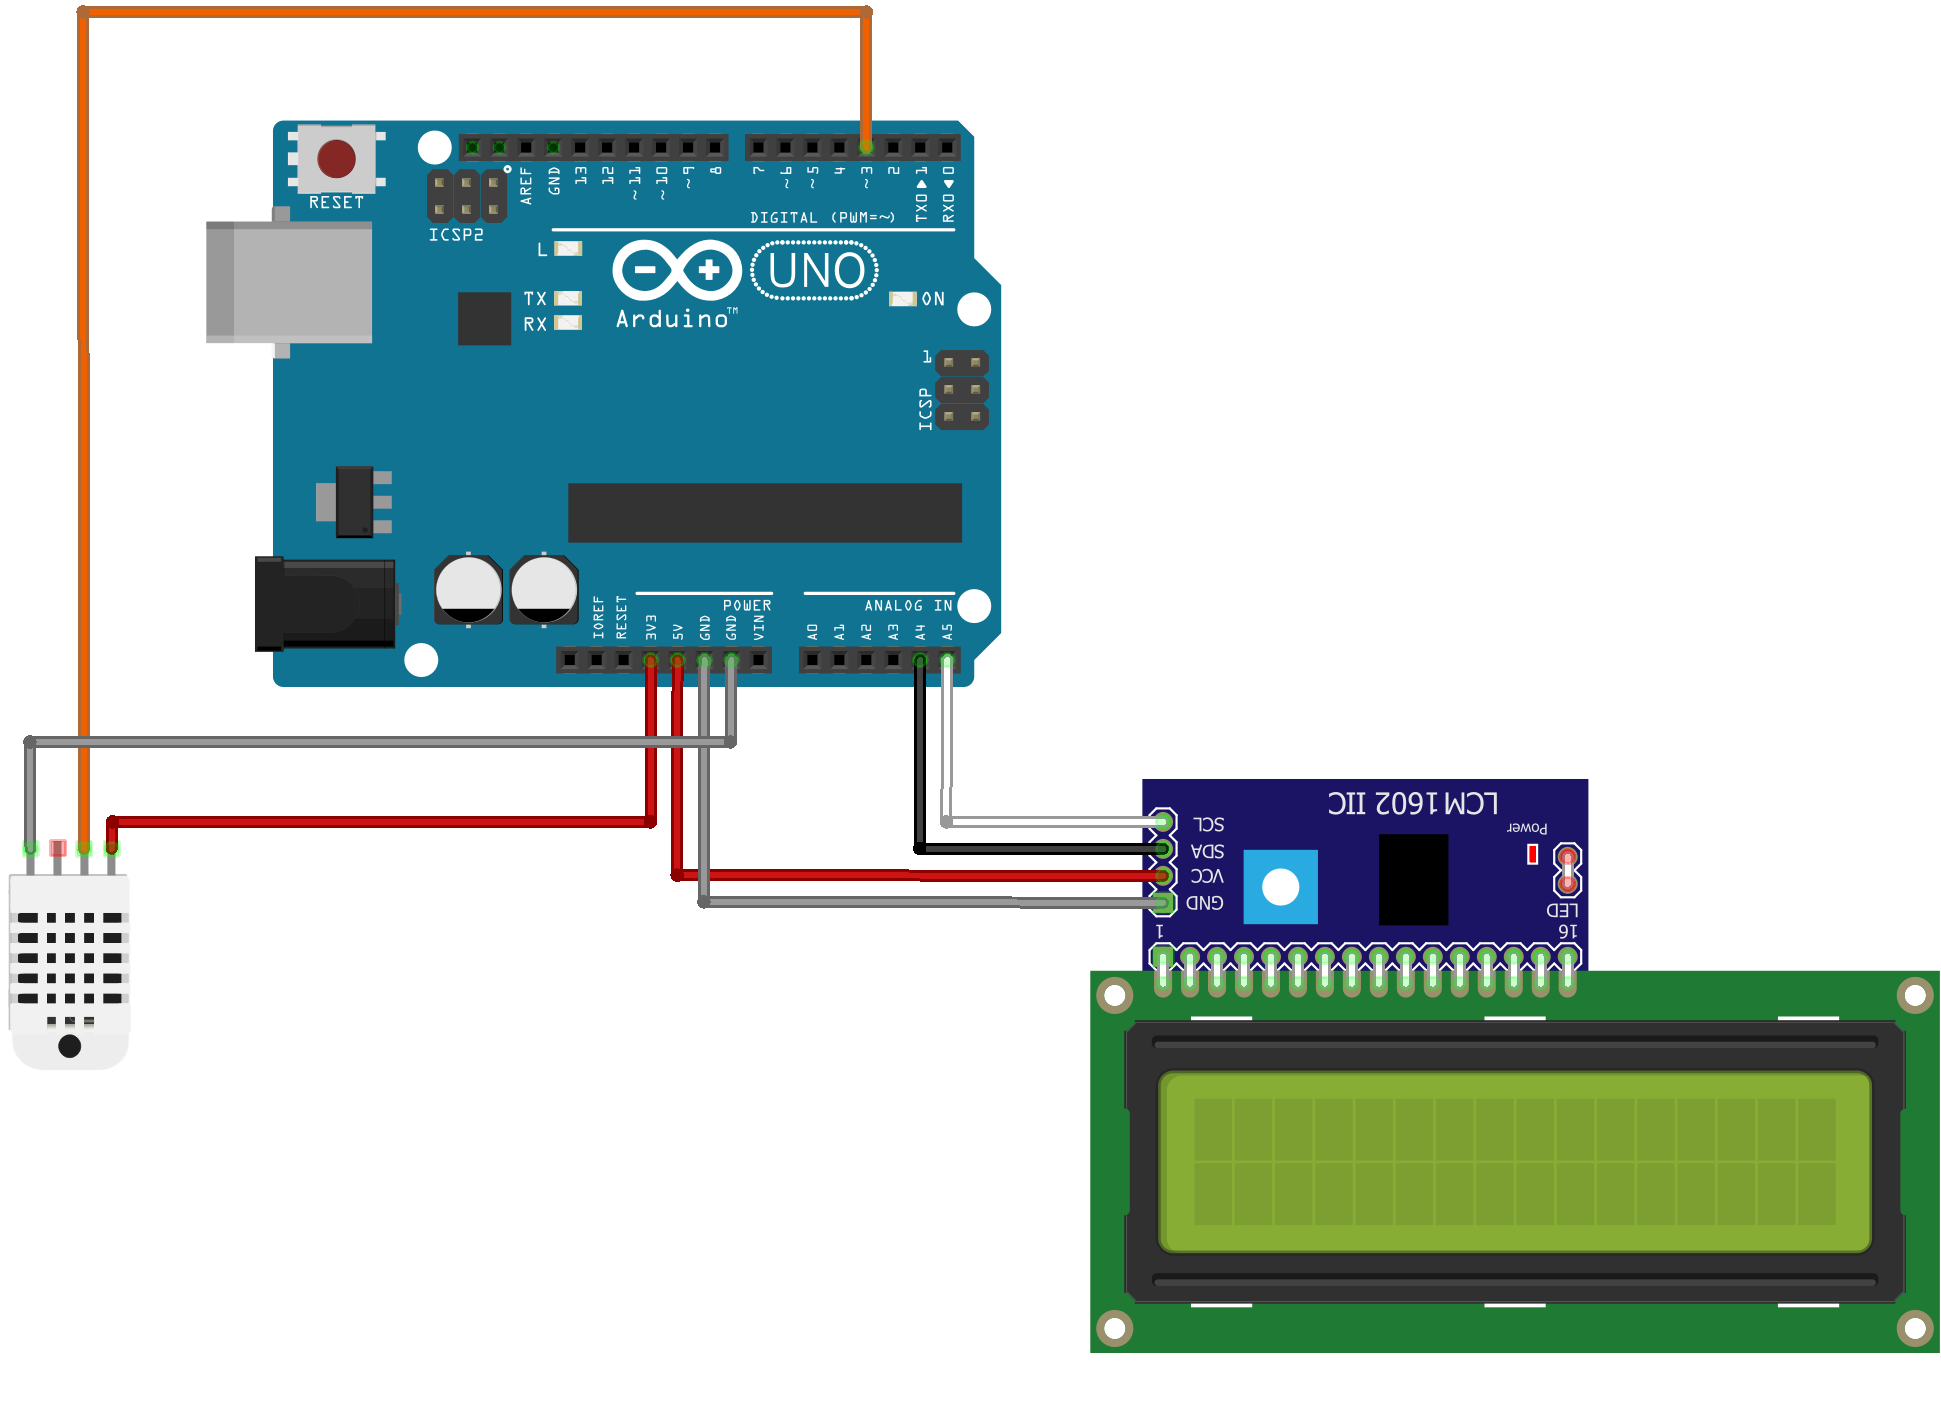 RESET
ICSP2
AREF
GND
13
12
~11
~10
~9
8
7
~6
~5
4
~3
2
TX0▶1
RX0◀0
DIGITAL (PWM=~)
L
TX
RX
Arduino™
UNO
ON
1
ICSP
IOREF
RESET
3V3
5V
GND
GND
VIN
POWER
A0
A1
A2
A3
A4
A5
ANALOG IN
LCM1602 IIC
SCL
SDA
VCC
GND
Power
LED
1
16